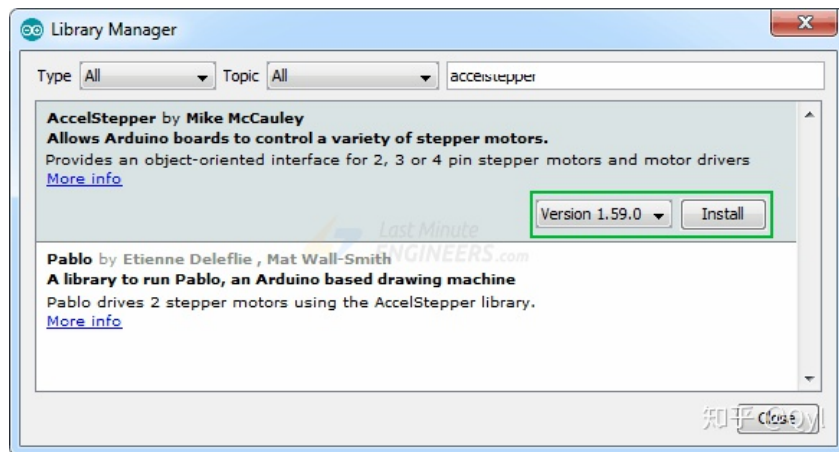 Library Manager
Type All Topic All accelstepper
AccelStepper by Mike McCauley
Allows Arduino boards to control a variety of stepper motors.
Provides an object-oriented interface for 2, 3 or 4 pin stepper motors and motor drivers
More info
Version 1.59.0 Install
Last Minute
ENGINEERS.com
Pablo by Etienne Deleflie , Mat Wall-Smith
A library to run Pablo, an Arduino based drawing machine
Pablo drives 2 stepper motors using the AccelStepper library.
More info
Close
知乎 @Qyl